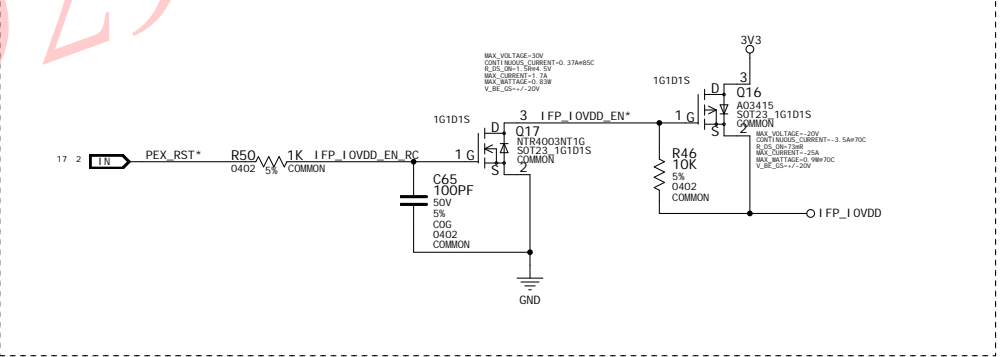 3V3
MAX_VOLTAGE=30V
CONTINUOUS_CURRENT=0.37A@85C
R_DS_ON=1.5R@4.5V
MAX_CURRENT=1.7A
MAX_WATTAGE=0.83W
V_BE_GS=+/-20V
1G1D1S
3
D
Q16
1 G
AO3415
SOT23_1G1D1S
COMMON
S
2
MAX_VOLTAGE=-20V
CONTINUOUS_CURRENT=-3.5A@70C
R_DS_ON=73mR
MAX_CURRENT=-25A
MAX_WATTAGE=0.9W@70C
V_BE_GS=+/-20V
1G1D1S
3 IFP_IOVDD_EN*
D
Q17
1 G
NTR4003NT1G
SOT23_1G1D1S
COMMON
S
2
17 2 IN PEX_RST* R50 1K IFP_IOVDD_EN_RC
0402 5% COMMON
R46
10K
5%
0402
COMMON
C65
100PF
50V
5%
COG
0402
COMMON
IFP_IOVDD
GND